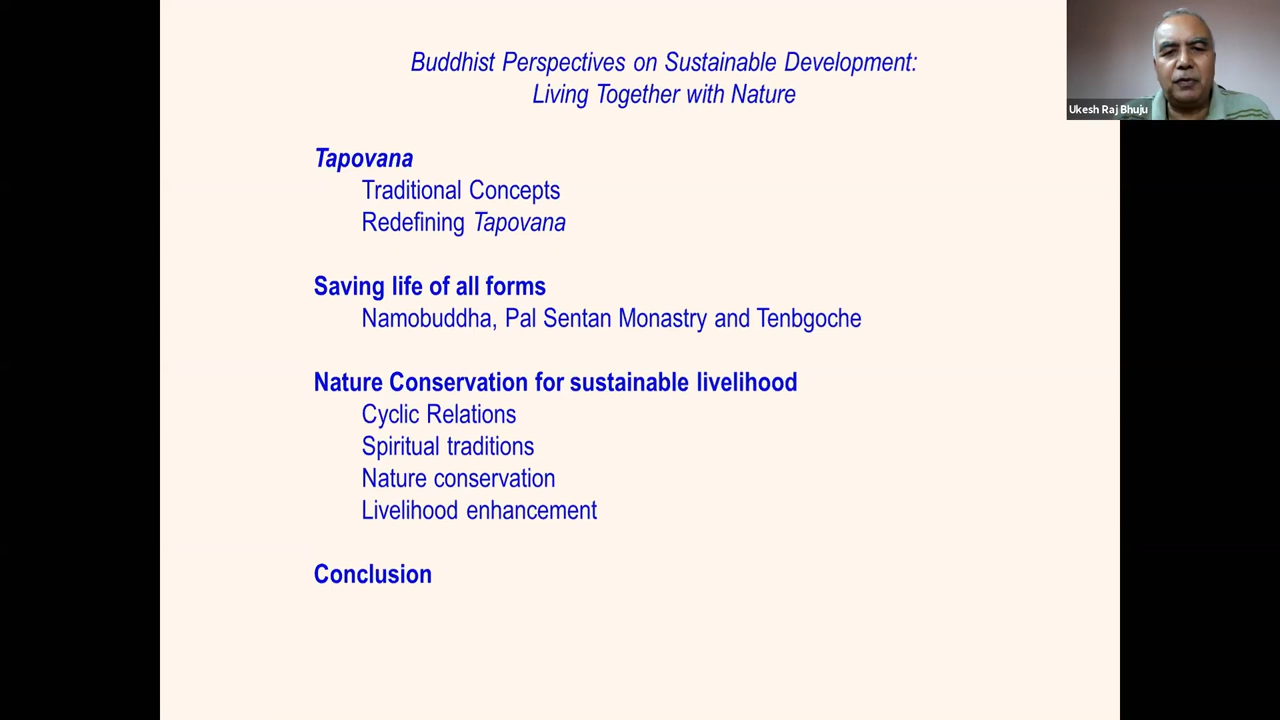 Buddhist Perspectives on Sustainable Development:
Living Together with Nature
Tapovana
Traditional Concepts
Redefining Tapovana
Saving life of all forms
Namobuddha, Pal Sentan Monastry and Tenbgoche
Nature Conservation for sustainable livelihood
Cyclic Relations
Spiritual traditions
Nature conservation
Livelihood enhancement
Conclusion
Ukesh Raj Bhuju